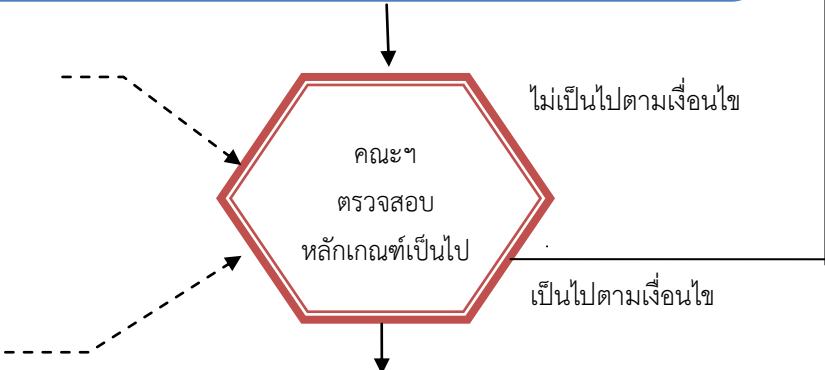 ไม่เป็นไปตามเงื่อนไข
คณะฯ
ตรวจสอบ
หลักเกณฑ์เป็นไป
เป็นไปตามเงื่อนไข